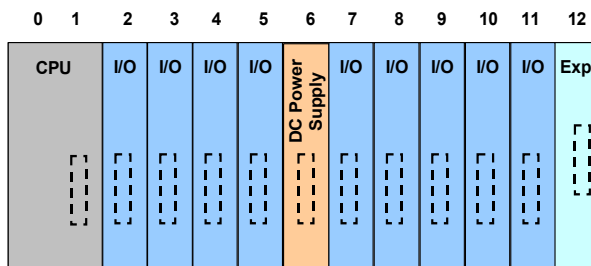 0 1 2 3 4 5 6 7 8 9 10 11 12
CPU I/O I/O I/O I/O DC Power I/O I/O I/O I/O I/O Exp
Supply